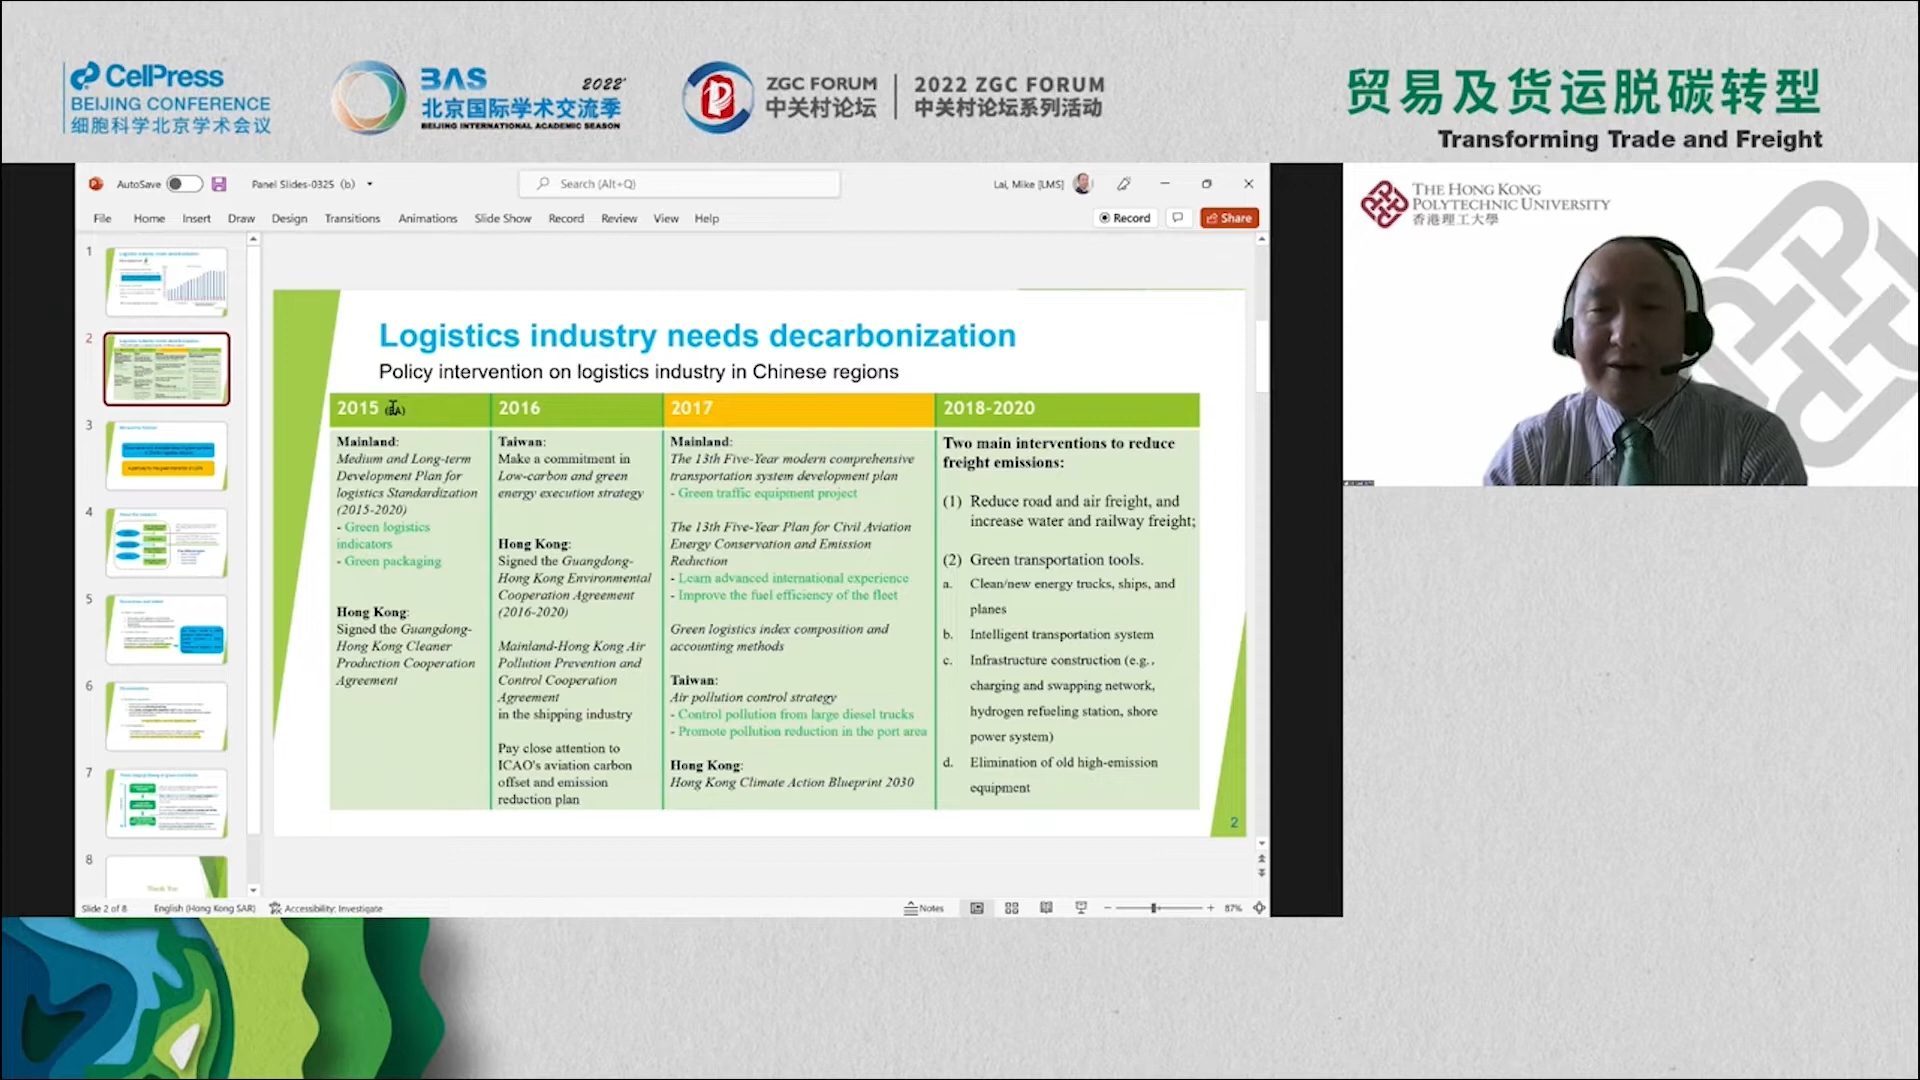 CellPress
BEIJING CONFERENCE
细胞科学北京学术会议
BAS 2022
北京国际学术交流季
BEIJING INTERNATIONAL ACADEMIC SEASON
ZGC FORUM
中关村论坛
2022 ZGC FORUM
中关村论坛系列活动
贸易及货运脱碳转型
Transforming Trade and Freight
AutoSave
Panel Slides-0325 (b)
Search (Alt+Q)
Lai, Mike [LMS]
File Home Insert Draw Design Transitions Animations Slide Show Record Review View Help
Record
Share
THE HONG KONG
POLYTECHNIC UNIVERSITY
香港理工大學
1
2
3
4
5
6
7
8
Thank You
Logistics industry needs decarbonization
Policy intervention on logistics industry in Chinese regions
2015
Mainland:
Medium and Long-term
Development Plan for
logistics Standardization
(2015-2020)
- Green logistics
indicators
- Green packaging
Hong Kong:
Signed the Guangdong-
Hong Kong Cleaner
Production Cooperation
Agreement
2016
Taiwan:
Make a commitment in
Low-carbon and green
energy execution strategy
Hong Kong:
Signed the Guangdong-
Hong Kong Environmental
Cooperation Agreement
(2016-2020)
Mainland-Hong Kong Air
Pollution Prevention and
Control Cooperation
Agreement
in the shipping industry
Pay close attention to
ICAO's aviation carbon
offset and emission
reduction plan
2017
Mainland:
The 13th Five-Year modern comprehensive
transportation system development plan
- Green traffic equipment project
The 13th Five-Year Plan for Civil Aviation
Energy Conservation and Emission
Reduction
- Learn advanced international experience
- Improve the fuel efficiency of the fleet
Green logistics index composition and
accounting methods
Taiwan:
Air pollution control strategy
- Control pollution from large diesel trucks
- Promote pollution reduction in the port area
Hong Kong:
Hong Kong Climate Action Blueprint 2030
2018-2020
Two main interventions to reduce
freight emissions:
(1) Reduce road and air freight, and
increase water and railway freight;
(2) Green transportation tools.
a. Clean/new energy trucks, ships, and
planes
b. Intelligent transportation system
c. Infrastructure construction (e.g.,
charging and swapping network,
hydrogen refueling station, shore
power system)
d. Elimination of old high-emission
equipment
2
Slide 2 of 8
English (Hong Kong SAR)
Accessibility: Investigate
Notes
87%